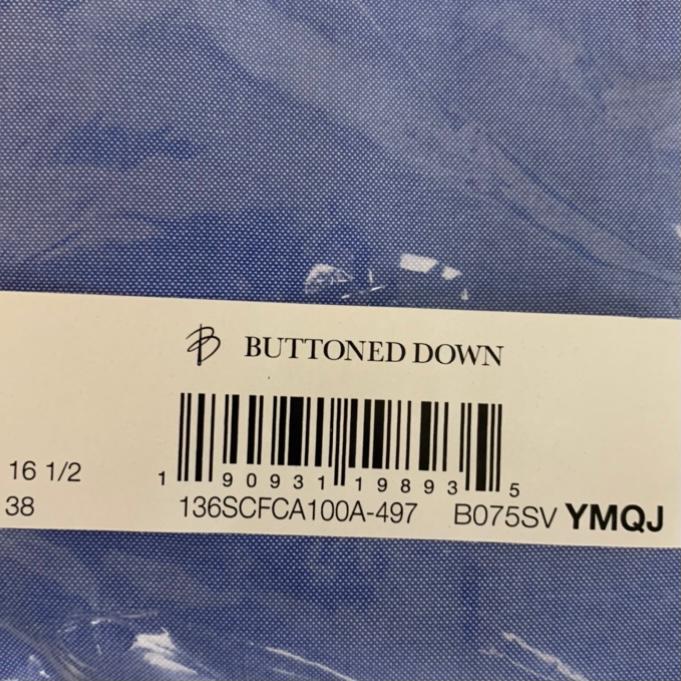 BUTTONED DOWN
16 1/2
1 90931 19893 5
38
136SCFCA100A-497 B075SV YMQJ